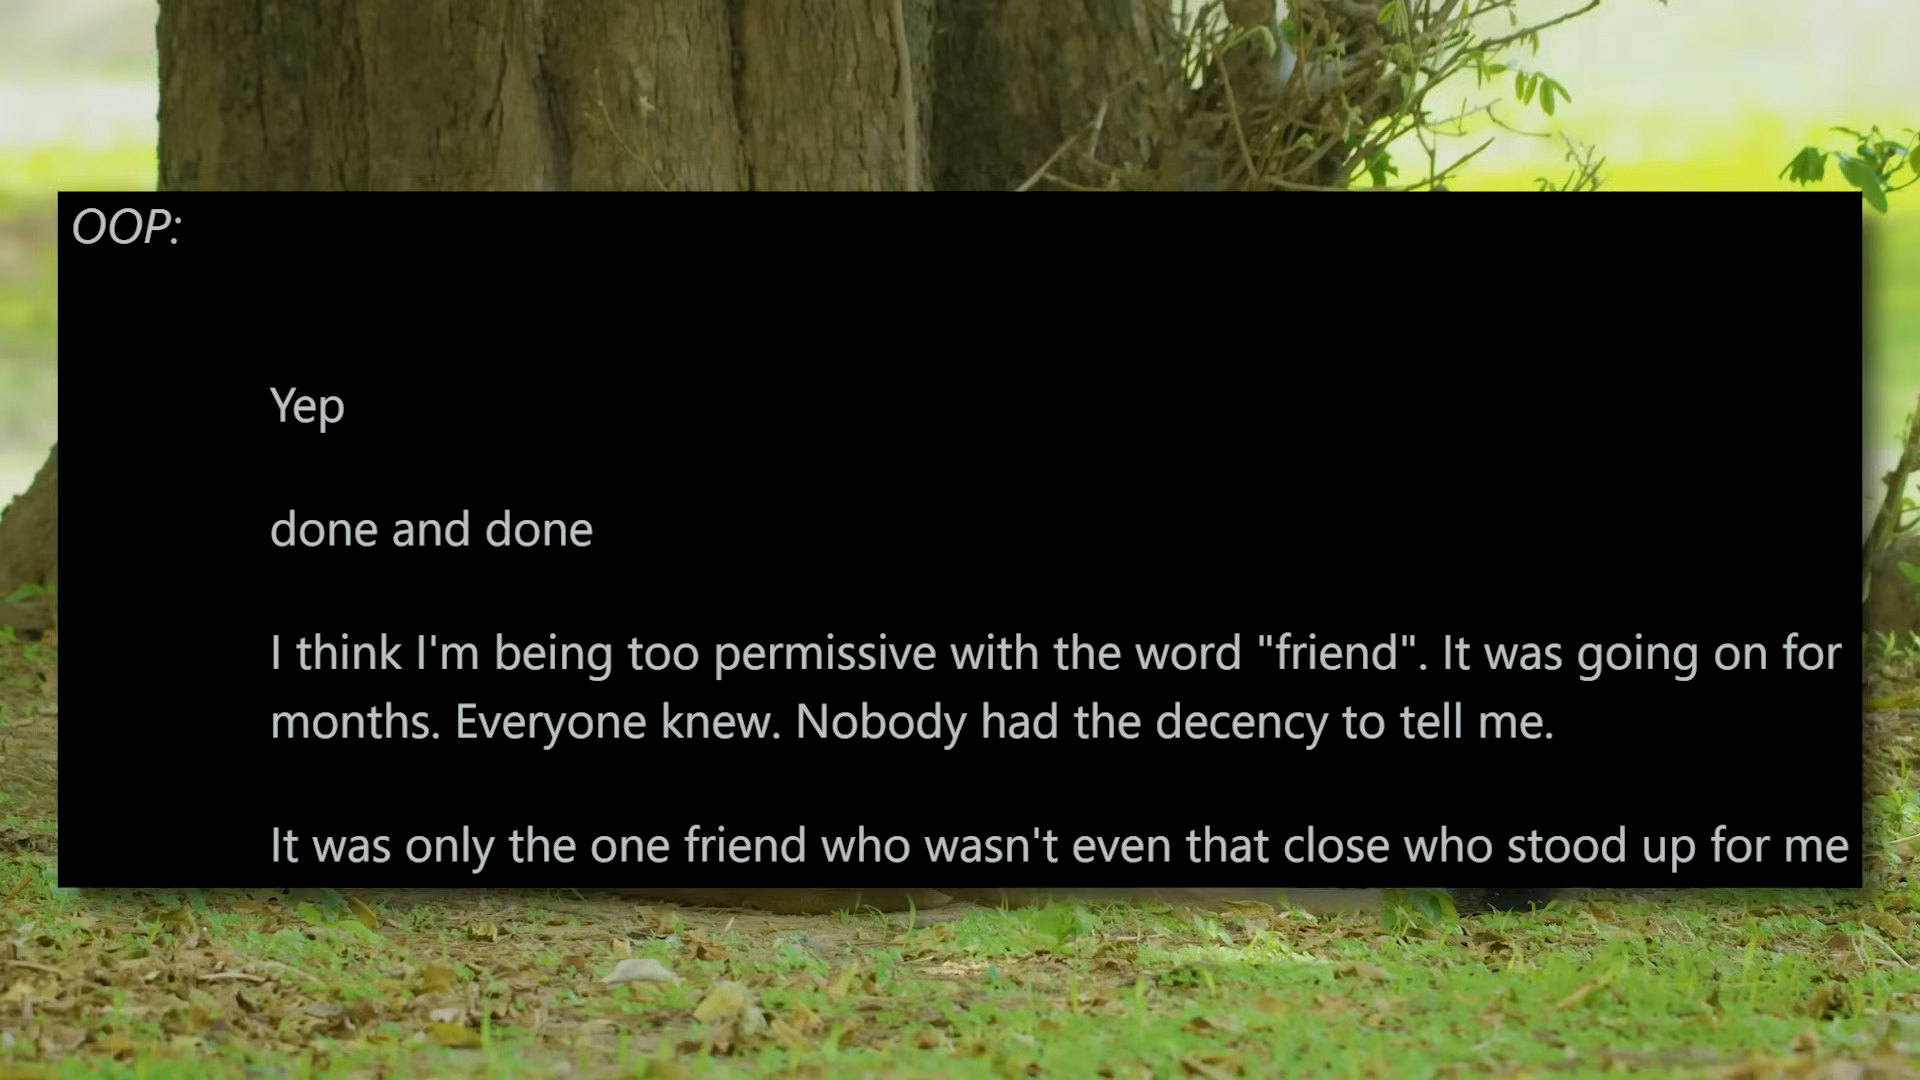 OOP:
Yep
done and done
I think I'm being too permissive with the word "friend". It was going on for
months. Everyone knew. Nobody had the decency to tell me.
It was only the one friend who wasn't even that close who stood up for me